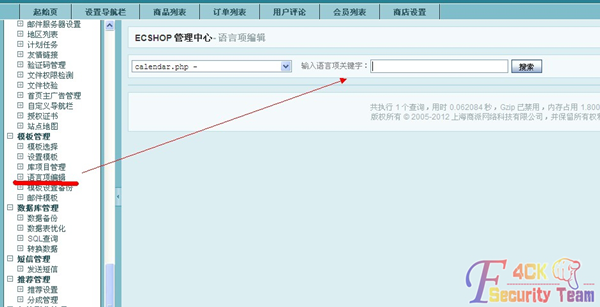 起始页 设置导航栏 商品列表 订单列表 用户评论 会员列表 商店设置
邮件服务器设置
地区列表
计划任务
友情链接
验证码管理
文件权限检测
文件校验
首页主广告管理
自定义导航栏
授权证书
站点地图
模板管理
模板选择
设置模板
库项目管理
语言项编辑
模板设置备份
邮件模板
数据库管理
数据备份
数据表优化
SQL查询
转换数据
短信管理
发送短信
推荐管理
推荐设置
分成管理
ECSHOP 管理中心 - 语言项编辑
calendar.php - 输入语言项关键字： 搜索
共执行 1 个查询，用时 0.062084 秒，Gzip 已禁用，内存占用 1.800
版权所有 © 2005-2012 上海商派网络科技有限公司，并保留所有权利
F4CK
Security Team